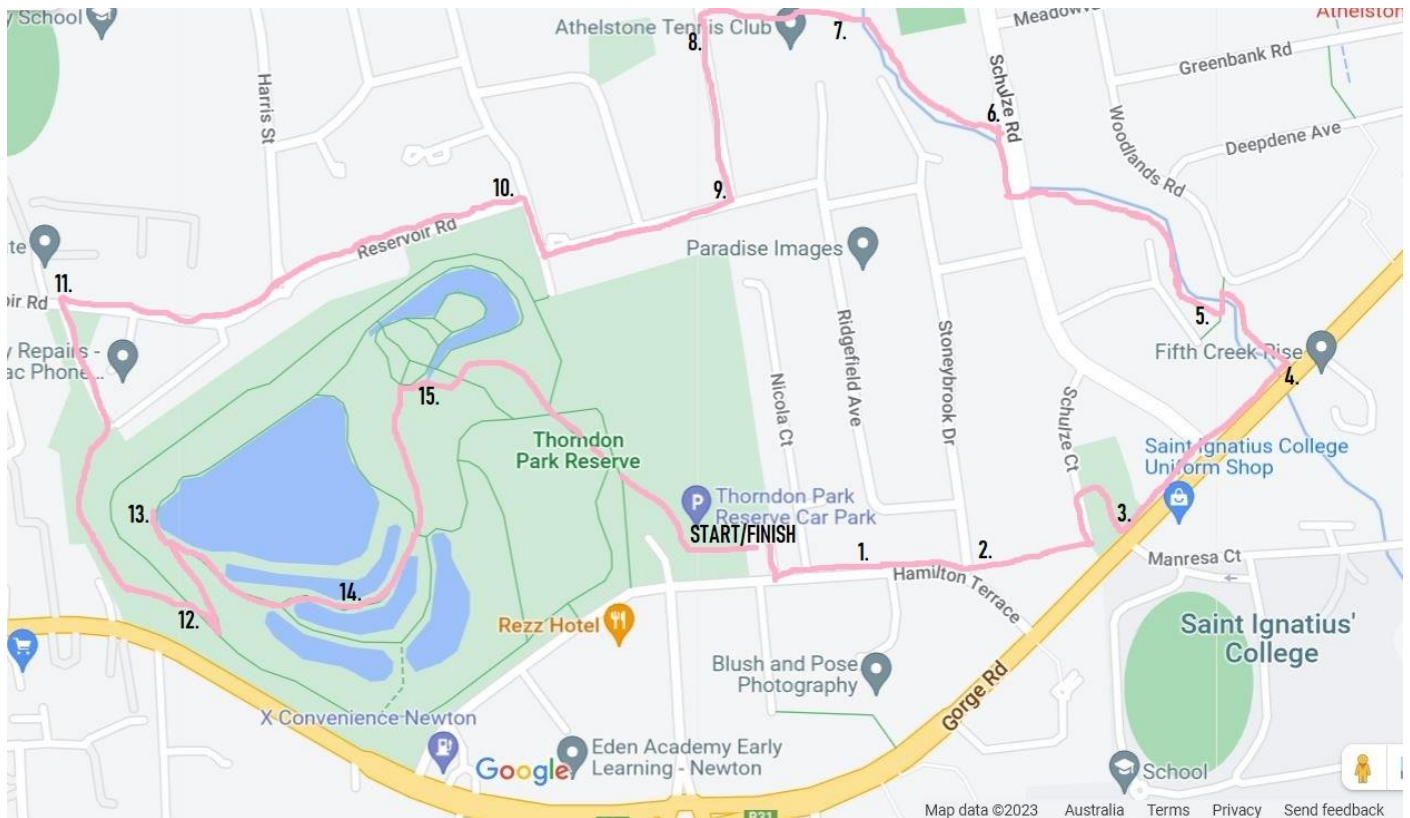 y School
Athelstone Tennis Club
7.
8.
Meadowv
Athelston
Greenbank Rd
Harris St
Schulze Rd
6.
Woodlands Rd
Deepdene Ave
10.
9.
Reservoir Rd
Paradise Images
te
11.
oir Rd
5.
Fifth Creek Rise
4.
y Repairs -
ac Phone...
Nicola Ct
Ridgefield Ave
Stoneybrook Dr
Schulze Ct
15.
Thorndon
Park Reserve
Saint Ignatius College
Uniform Shop
Thorndon Park
Reserve Car Park
START/FINISH
13.
3.
1.
2.
Manresa Ct
Hamilton Terrace
14.
12.
Rezz Hotel
Saint Ignatius'
College
Blush and Pose
Photography
Gorge Rd
X Convenience Newton
Google
Eden Academy Early
Learning - Newton
School
Map data ©2023 Australia Terms Privacy Send feedback